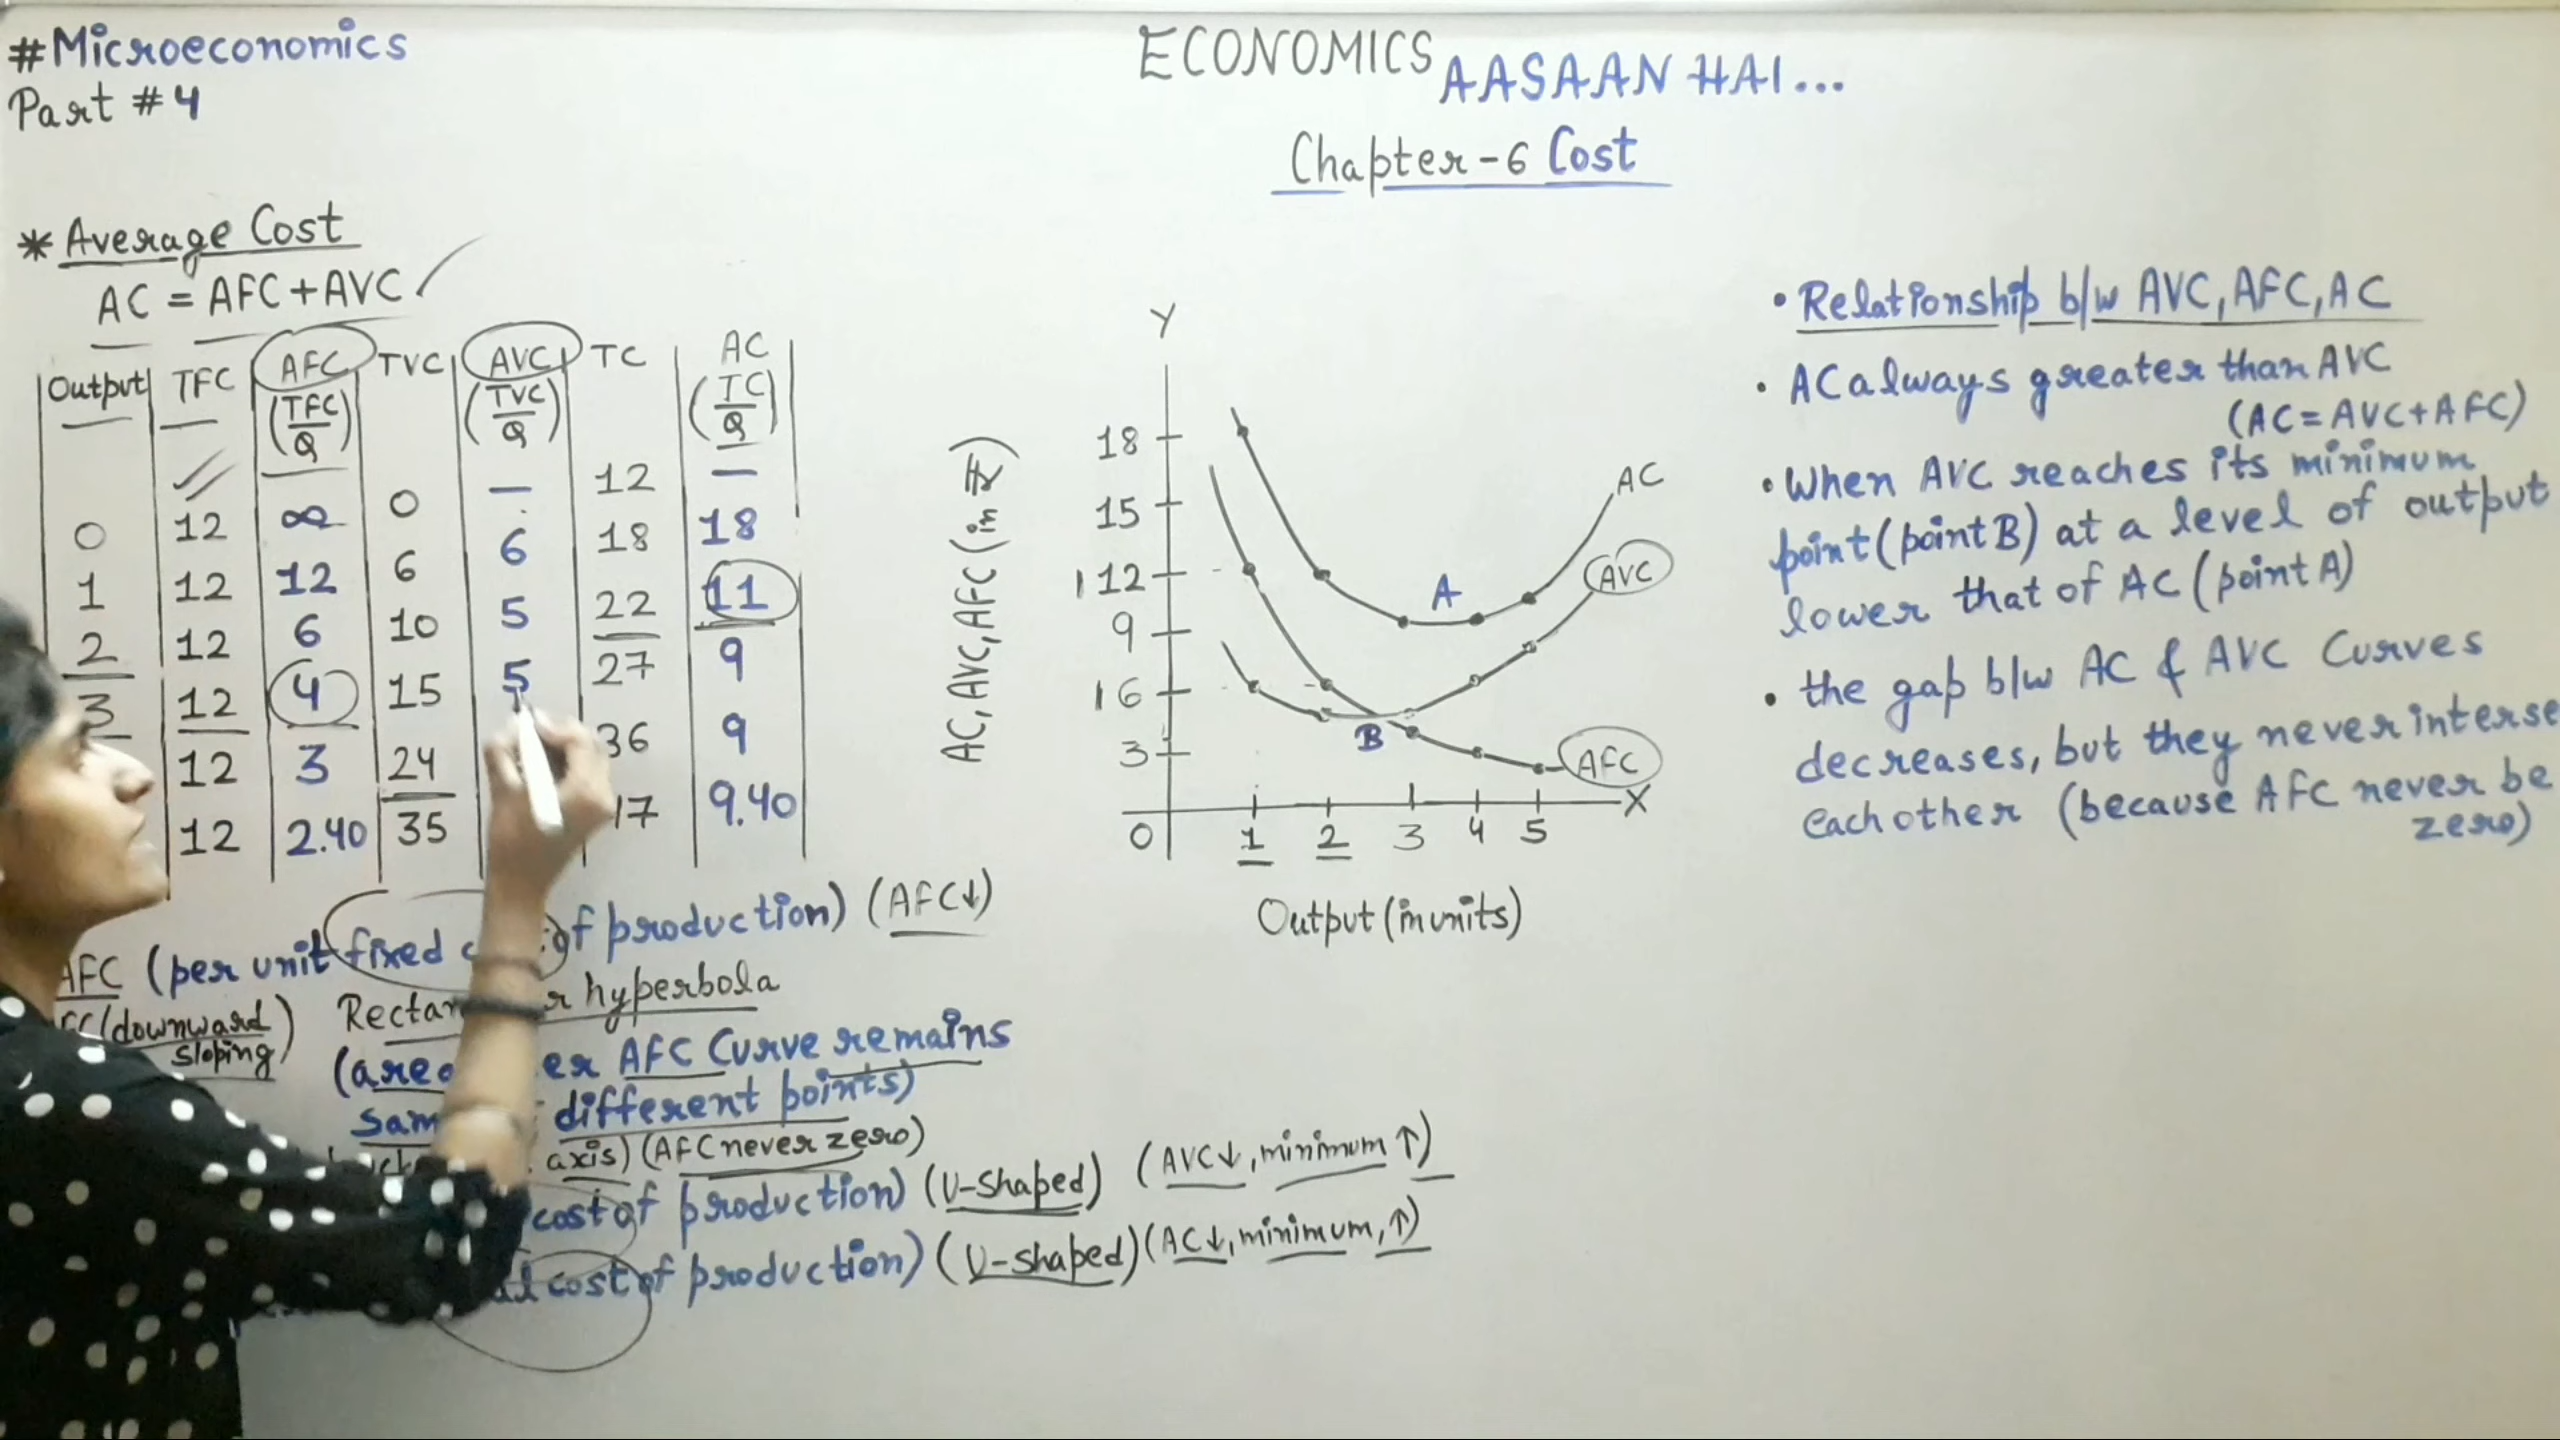 #Microeconomics
Part #4
ECONOMICS AASAAN HAI...
Chapter-6 Cost
* Average Cost
AC = AFC+AVC
Output TFC AFC (TFC/Q) TVC AVC (TVC/Q) TC AC (TC/Q)
0 12 ∞ 0 — 12 —
1 12 12 6 6 18 18
2 12 6 10 5 22 11
3 12 4 15 5 27 9
12 3 24 36 9
12 2.40 35 17 9.40
AFC (per unit fixed of production) (AFC↓)
(downward sloping) hyperbola
AFC Curve remains
different points)
axis) (AFC never zero)
cost of production) (U-Shaped) (AVC↓, minimum ↑)
cost of production) (U-shaped) (AC↓, minimum, ↑)
Y
AC, AVC, AFC (in ₹)
18
15
12
9
6
3
0 1 2 3 4 5 X
AC
AVC
AFC
A
B
Output (in units)
• Relationship b/w AVC, AFC, AC
• AC always greater than AVC
(AC = AVC+AFC)
• When AVC reaches its minimum
point (point B) at a level of output
lower that of AC (point A)
• the gap b/w AC & AVC Curves
decreases, but they never interse
each other (because AFC never be
zero)